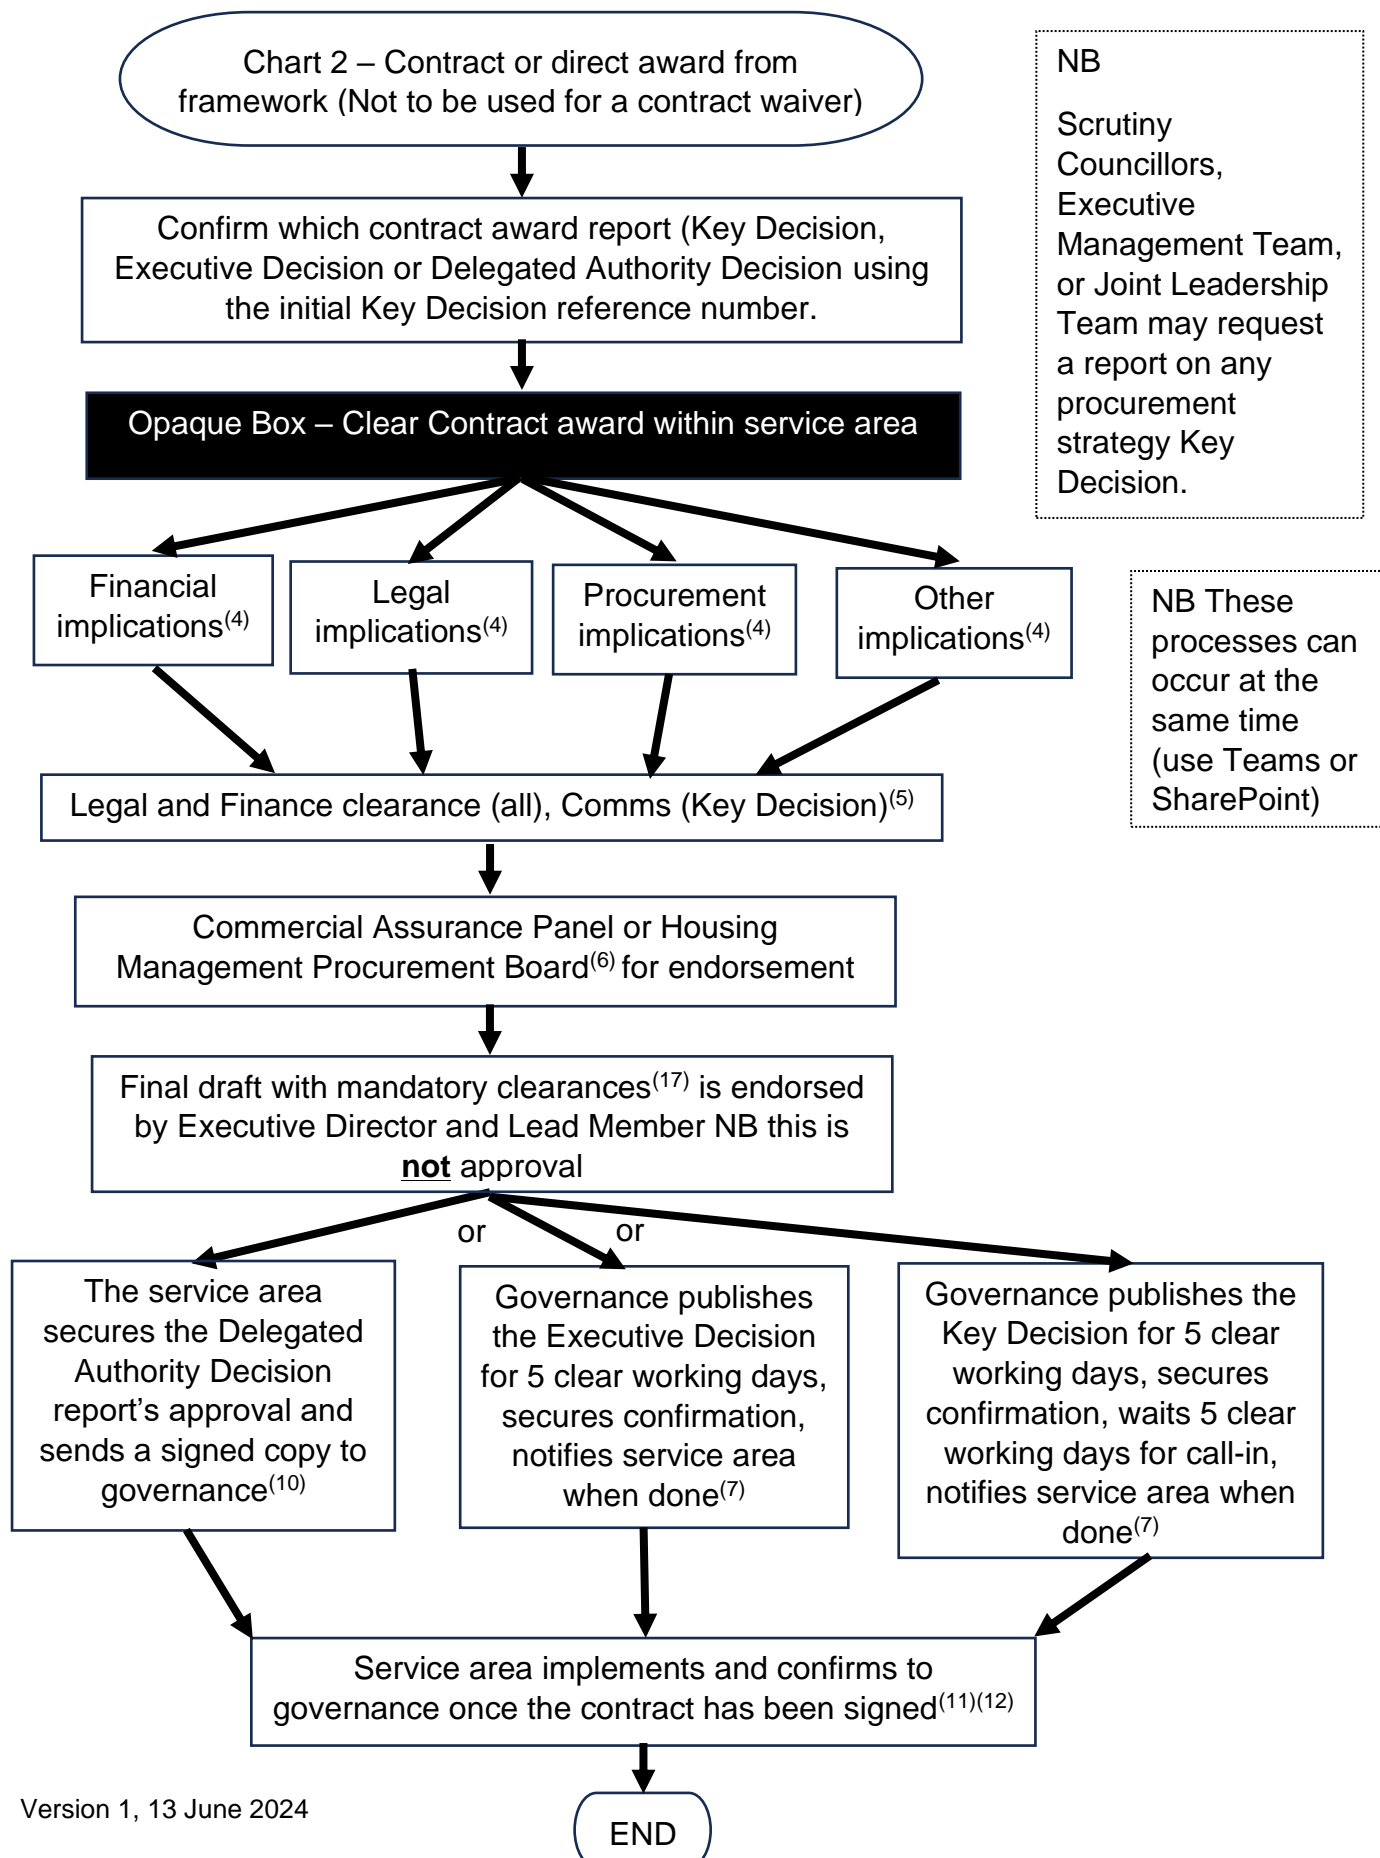 Chart 2 – Contract or direct award from
framework (Not to be used for a contract waiver)
NB
Scrutiny
Councillors,
Executive
Management Team,
or Joint Leadership
Team may request
a report on any
procurement
strategy Key
Decision.
Confirm which contract award report (Key Decision,
Executive Decision or Delegated Authority Decision using
the initial Key Decision reference number.
Opaque Box – Clear Contract award within service area
Financial
implications(4)
Legal
implications(4)
Procurement
implications(4)
Other
implications(4)
NB These
processes can
occur at the
same time
(use Teams or
SharePoint)
Legal and Finance clearance (all), Comms (Key Decision)(5)
Commercial Assurance Panel or Housing
Management Procurement Board(6) for endorsement
Final draft with mandatory clearances(17) is endorsed
by Executive Director and Lead Member NB this is
not approval
or
or
The service area
secures the Delegated
Authority Decision
report’s approval and
sends a signed copy to
governance(10)
Governance publishes
the Executive Decision
for 5 clear working days,
secures confirmation,
notifies service area
when done(7)
Governance publishes the
Key Decision for 5 clear
working days, secures
confirmation, waits 5 clear
working days for call-in,
notifies service area when
done(7)
Service area implements and confirms to
governance once the contract has been signed(11)(12)
Version 1, 13 June 2024
END